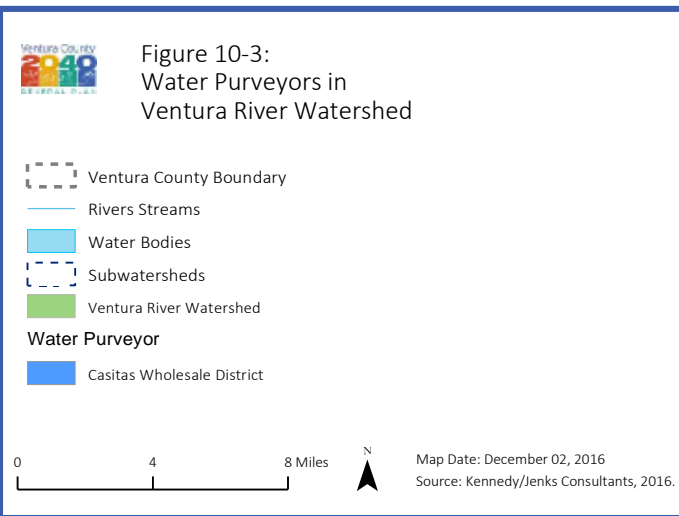 Ventura County
2040
GENERAL PLAN
Figure 10-3:
Water Purveyors in
Ventura River Watershed
Ventura County Boundary
Rivers Streams
Water Bodies
Subwatersheds
Ventura River Watershed
Water Purveyor
Casitas Wholesale District
0 4 8 Miles
N
Map Date: December 02, 2016
Source: Kennedy/Jenks Consultants, 2016.